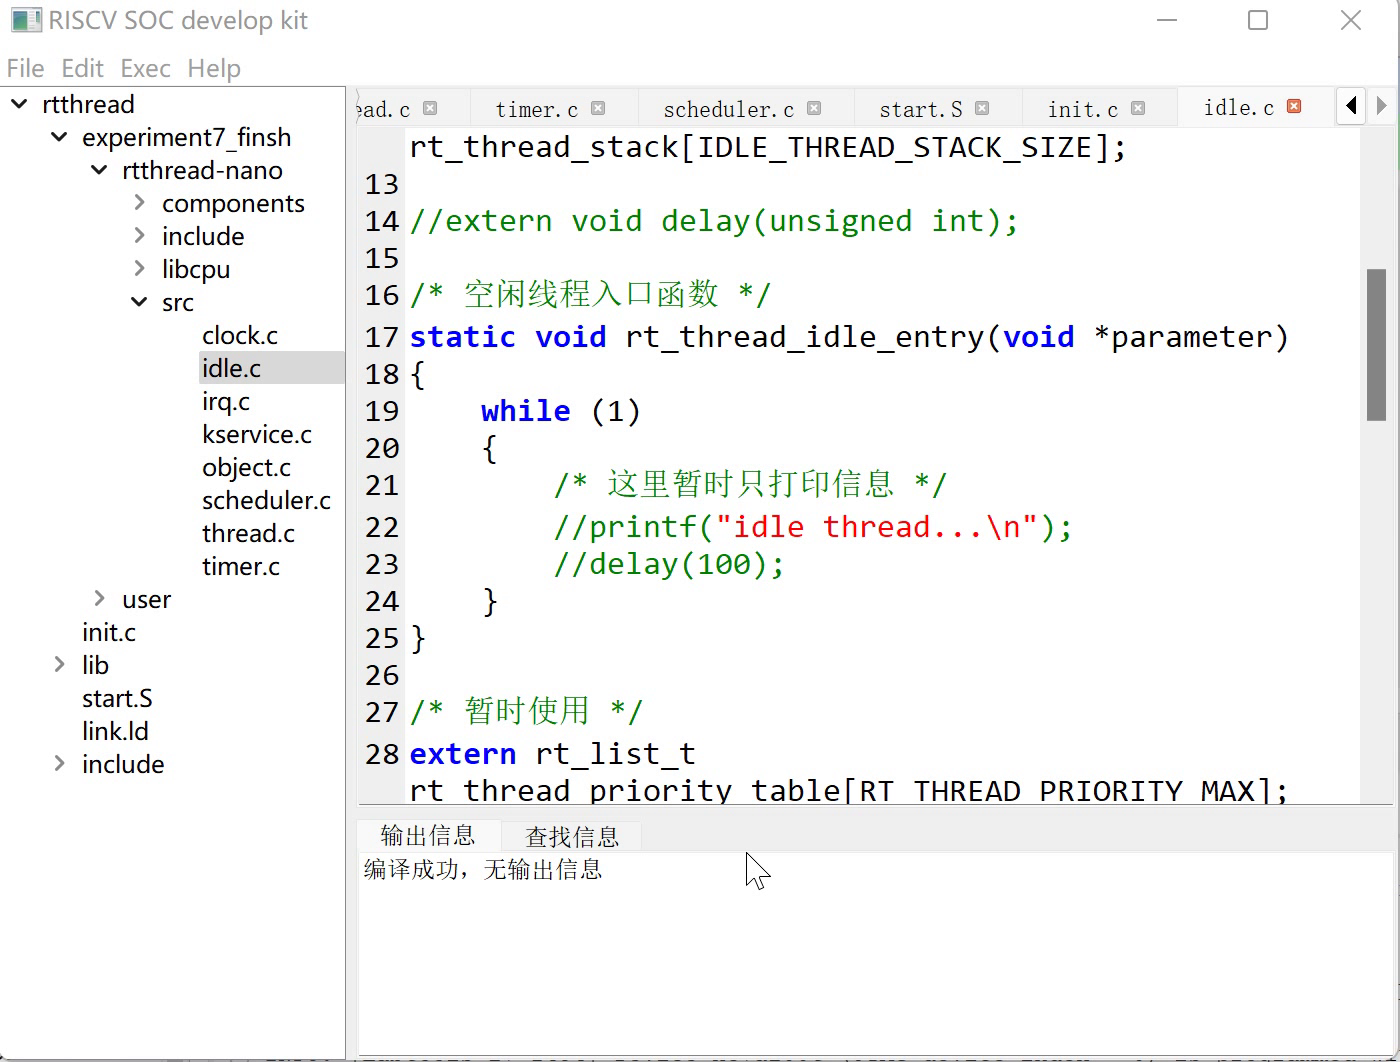 RISCV SOC develop kit
File Edit Exec Help
rtthread
experiment7_finsh
rtthread-nano
components
include
libcpu
src
clock.c
idle.c
irq.c
kservice.c
object.c
scheduler.c
thread.c
timer.c
user
init.c
lib
start.S
link.ld
include
ead.c timer.c scheduler.c start.S init.c idle.c
rt_thread_stack[IDLE_THREAD_STACK_SIZE];
13
14 //extern void delay(unsigned int);
15
16 /* 空闲线程入口函数 */
17 static void rt_thread_idle_entry(void *parameter)
18 {
19 while (1)
20 {
21 /* 这里暂时只打印信息 */
22 //printf("idle thread...\n");
23 //delay(100);
24 }
25 }
26
27 /* 暂时使用 */
28 extern rt_list_t
rt_thread_priority_table[RT_THREAD_PRIORITY_MAX];
输出信息 查找信息
编译成功，无输出信息